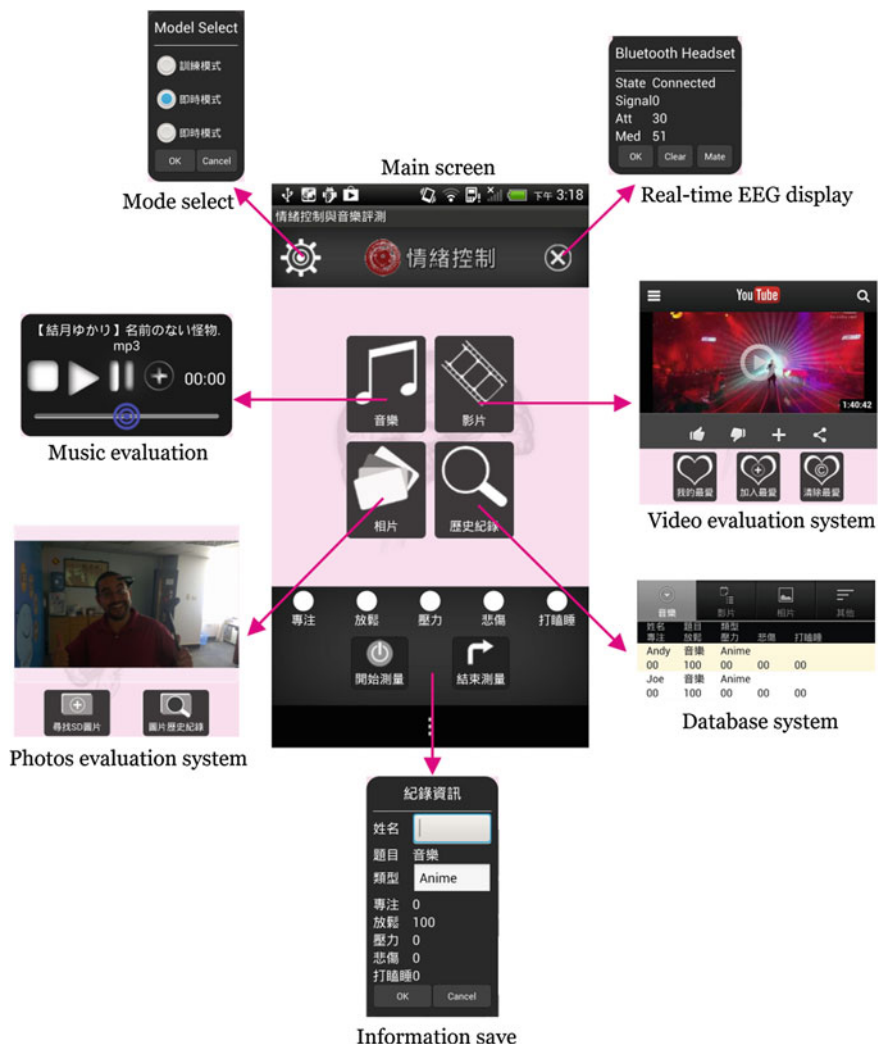 Model Select
訓練模式
即時模式
即時模式
OK Cancel
Mode select
Bluetooth Headset
State Connected
Signal0
Att 30
Med 51
OK Clear Mate
Real-time EEG display
Main screen
下午 3:18
情緒控制與音樂評測
情緒控制
音樂
影片
相片
歷史紀錄
專注 放鬆 壓力 悲傷 打瞌睡
開始測量 結束測量
【結月ゆかり】名前のない怪物.
mp3
00:00
Music evaluation
You Tube
1:40:42
我的最愛 加入最愛 清除最愛
Video evaluation system
尋找SD圖片 圖片歷史紀錄
Photos evaluation system
音樂 影片 相片 其他
姓名 題目 類型
專注 放鬆 壓力 悲傷 打瞌睡
Andy 音樂 Anime
00 100 00 00 00
Joe 音樂 Anime
00 100 00 00 00
Database system
紀錄資訊
姓名
題目 音樂
類型 Anime
專注 0
放鬆 100
壓力 0
悲傷 0
打瞌睡0
OK Cancel
Information save